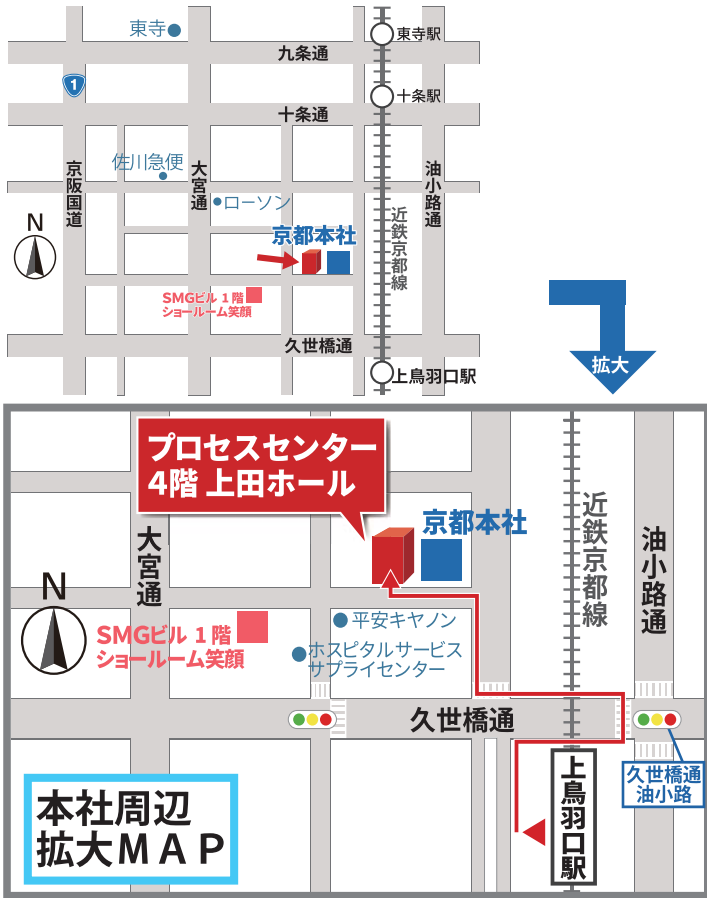 東寺
東寺駅
九条通
1
十条駅
十条通
佐川急便
京阪国道
大宮通
油小路通
ローソン
近鉄京都線
N
京都本社
SMGビル 1階
ショールーム笑顔
久世橋通
上鳥羽口駅
拡大
プロセスセンター
4階 上田ホール
京都本社
近鉄京都線
大宮通
油小路通
N
平安キヤノン
SMGビル 1階
ショールーム笑顔
ホスピタルサービス
サプライセンター
久世橋通
久世橋通
油小路
上鳥羽口駅
本社周辺
拡大MAP